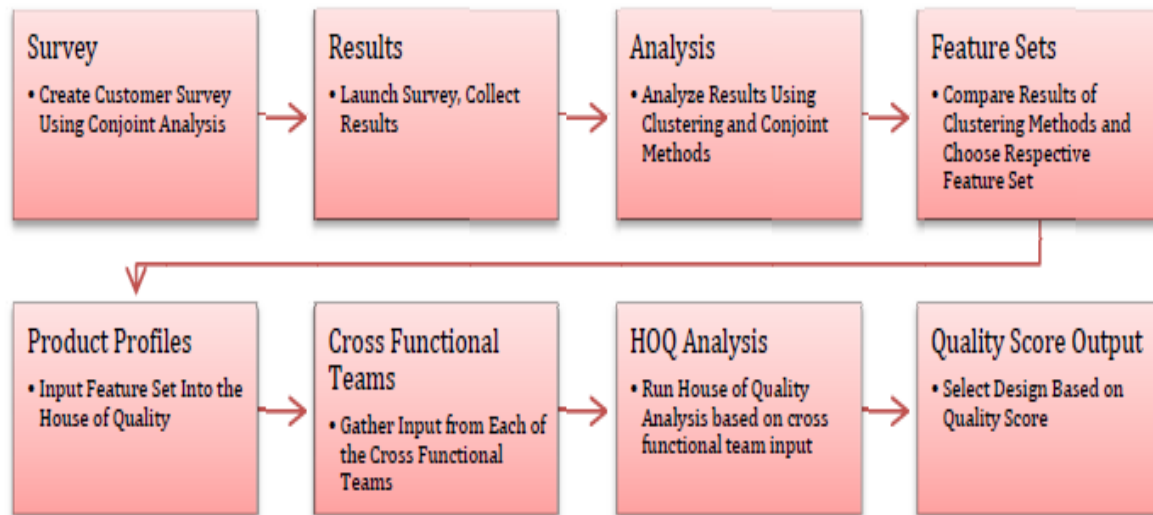 Survey
• Create Customer Survey
Using Conjoint Analysis
Results
• Launch Survey, Collect
Results
Analysis
• Analyze Results Using
Clustering and Conjoint
Methods
Feature Sets
• Compare Results of
Clustering Methods and
Choose Respective
Feature Set
Product Profiles
• Input Feature Set Into the
House of Quality
Cross Functional
Teams
• Gather Input from Each of
the Cross Functional
Teams
HOQ Analysis
• Run House of Quality
Analysis based on cross
functional team input
Quality Score Output
• Select Design Based on
Quality Score